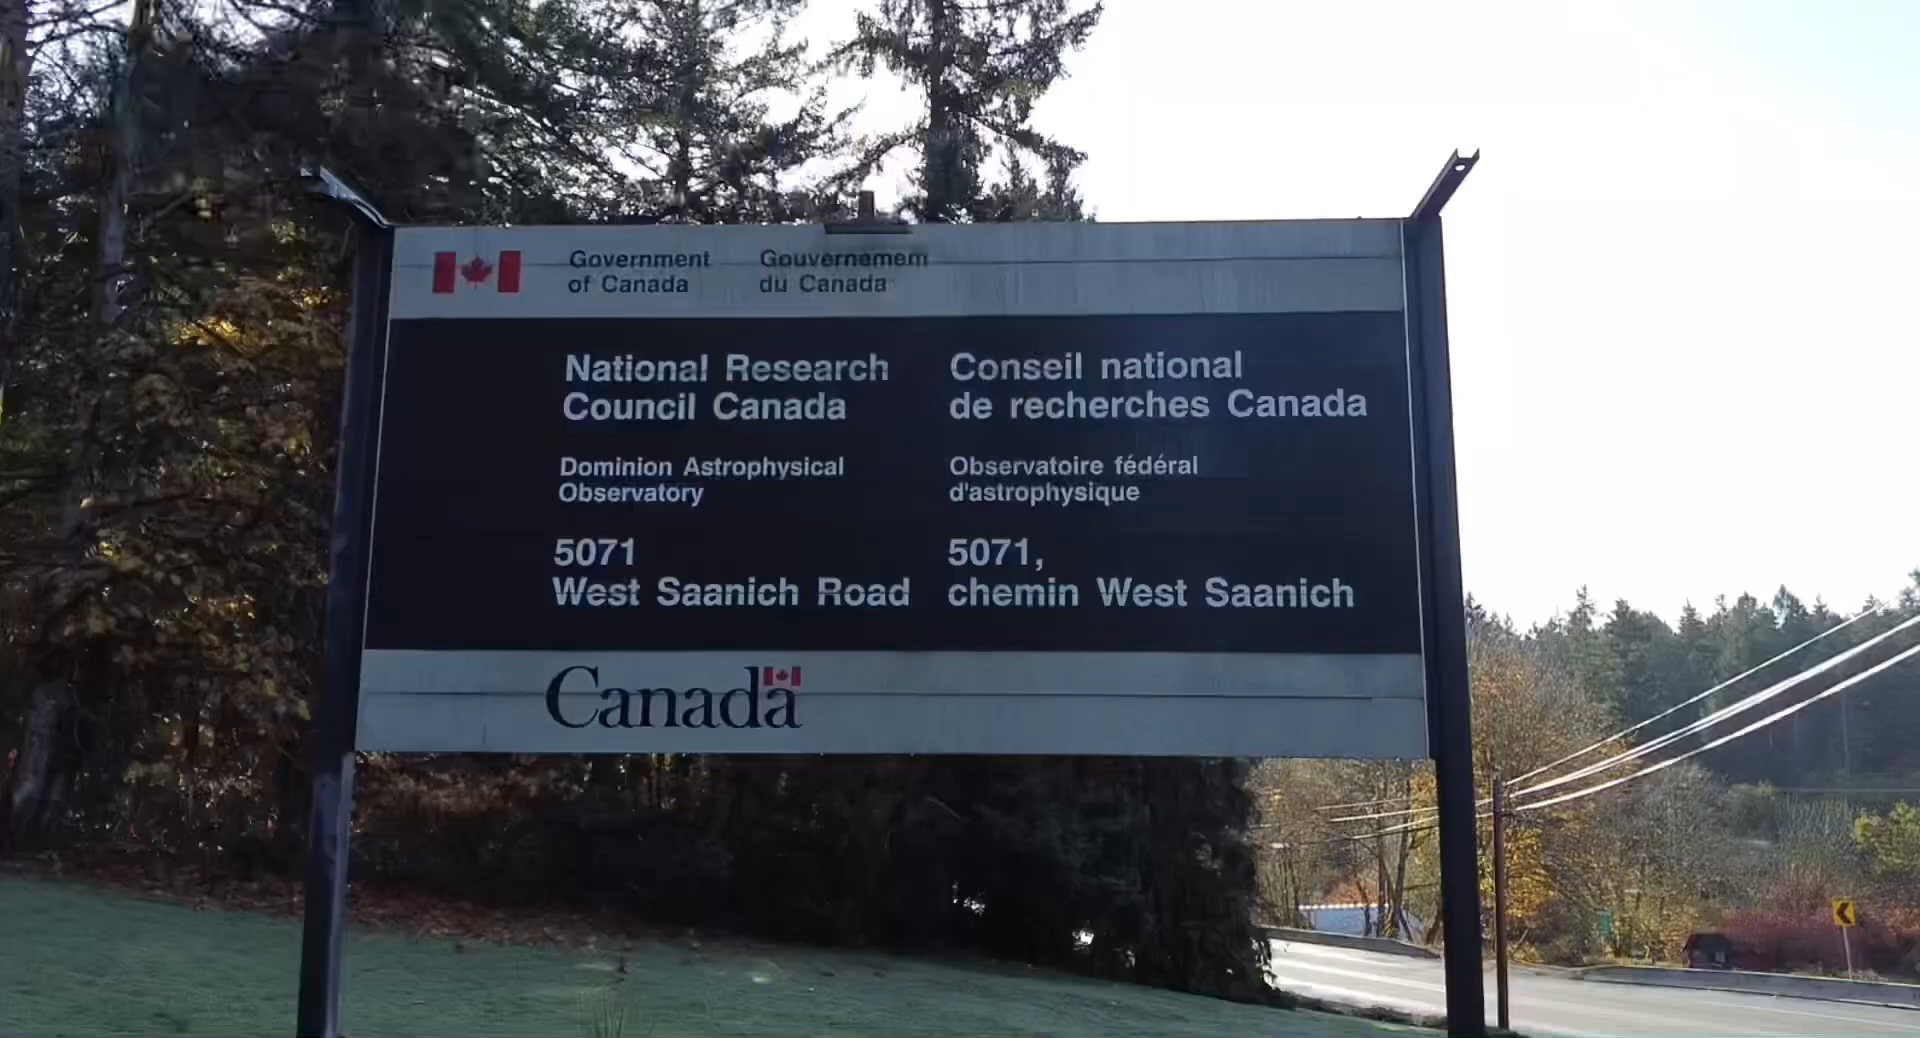 Government
of Canada
Gouvernemem
du Canada
National Research
Council Canada
Conseil national
de recherches Canada
Dominion Astrophysical
Observatory
Observatoire fédéral
d'astrophysique
5071
West Saanich Road
5071,
chemin West Saanich
Canada